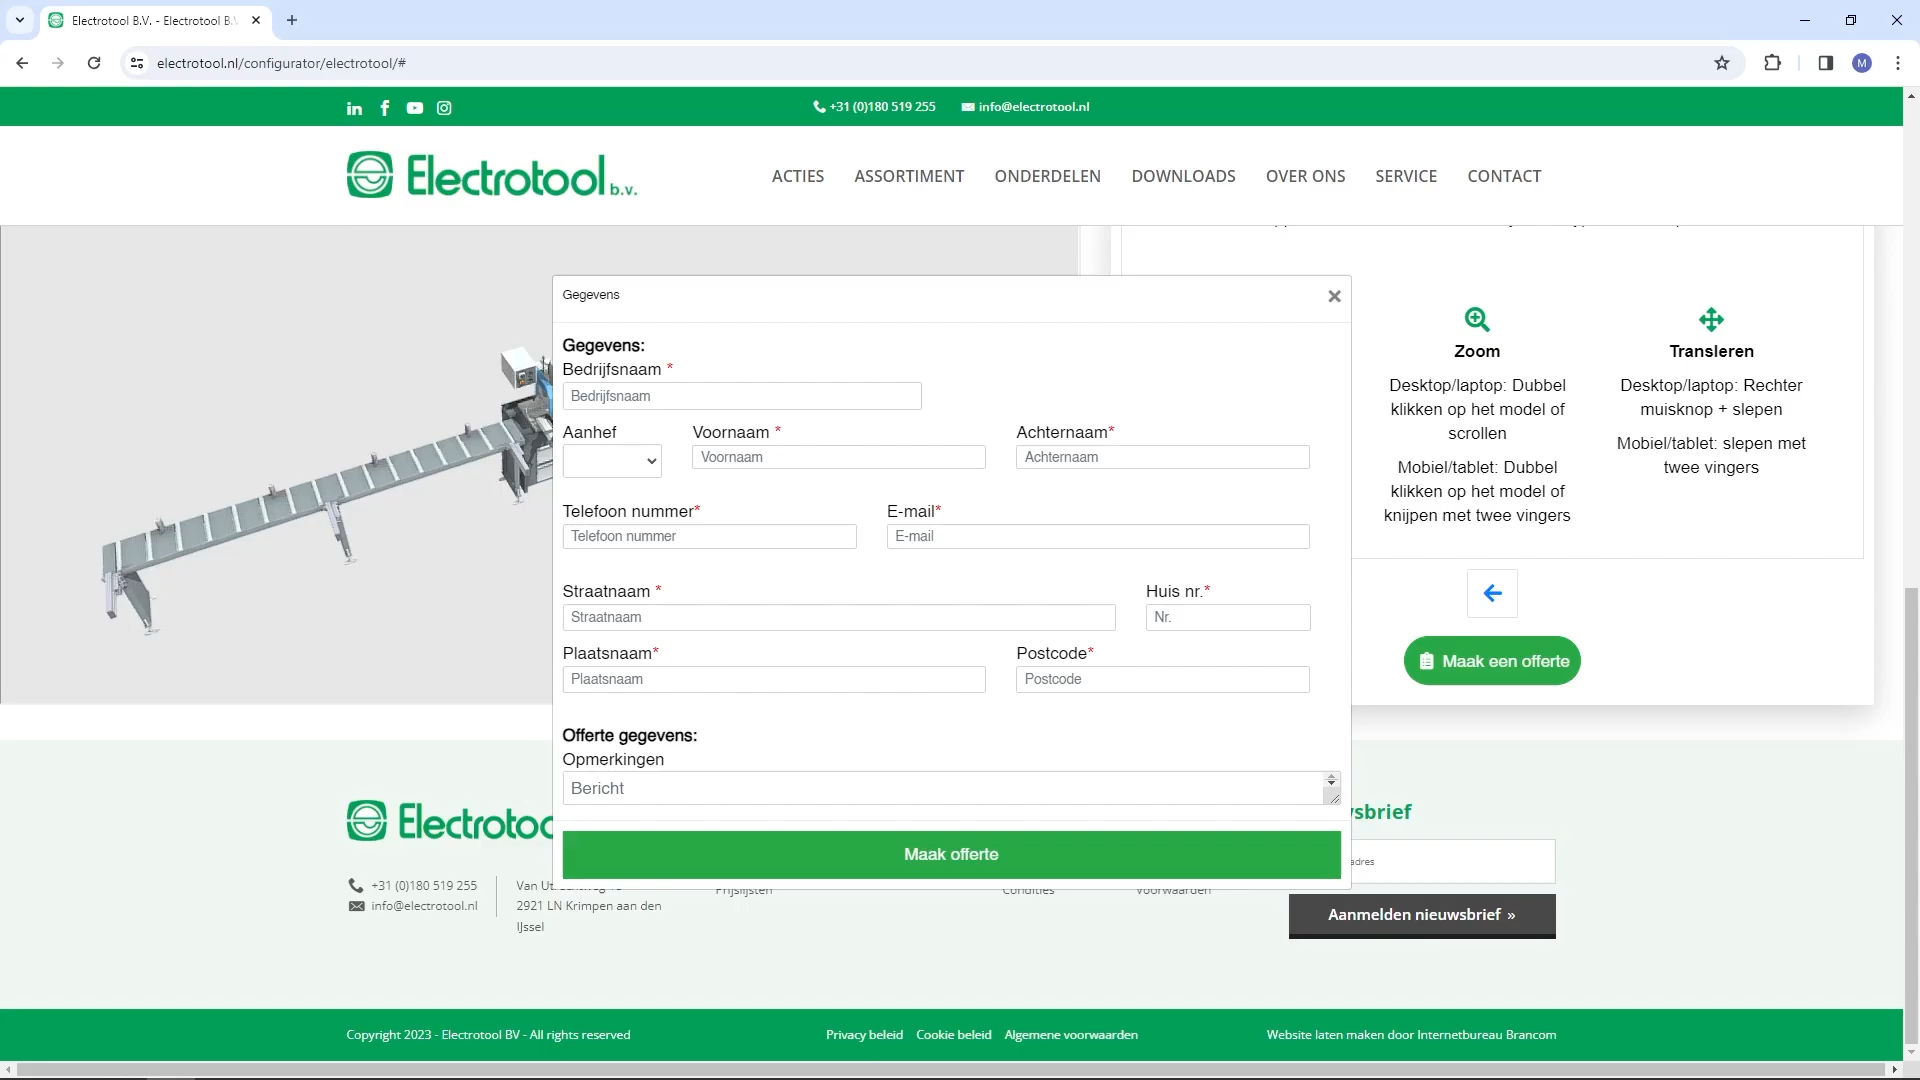 Electrotool B.V. - Electrotool B.V
electrotool.nl/configurator/electrotool/#
M
+31 (0)180 519 255
info@electrotool.nl
Electrotool b.v.
ACTIES
ASSORTIMENT
ONDERDELEN
DOWNLOADS
OVER ONS
SERVICE
CONTACT
Gegevens
Gegevens:
Bedrijfsnaam *
Bedrijfsnaam
Aanhef
Voornaam *
Achternaam*
Voornaam
Achternaam
Telefoon nummer*
E-mail*
Telefoon nummer
E-mail
Straatnaam *
Huis nr.*
Straatnaam
Nr.
Plaatsnaam*
Postcode*
Plaatsnaam
Postcode
Offerte gegevens:
Opmerkingen
Bericht
Maak offerte
Zoom
Desktop/laptop: Dubbel
klikken op het model of
scrollen
Mobiel/tablet: Dubbel
klikken op het model of
knijpen met twee vingers
Transleren
Desktop/laptop: Rechter
muisknop + slepen
Mobiel/tablet: slepen met
twee vingers
Maak een offerte
Electrotoo
+31 (0)180 519 255
info@electrotool.nl
2921 LN Krimpen aan den
IJssel
Prijslijsten
Condities
Voorwaarden
wsbrief
adres
Aanmelden nieuwsbrief »
Copyright 2023 - Electrotool BV - All rights reserved
Privacy beleid
Cookie beleid
Algemene voorwaarden
Website laten maken door Internetbureau Brancom